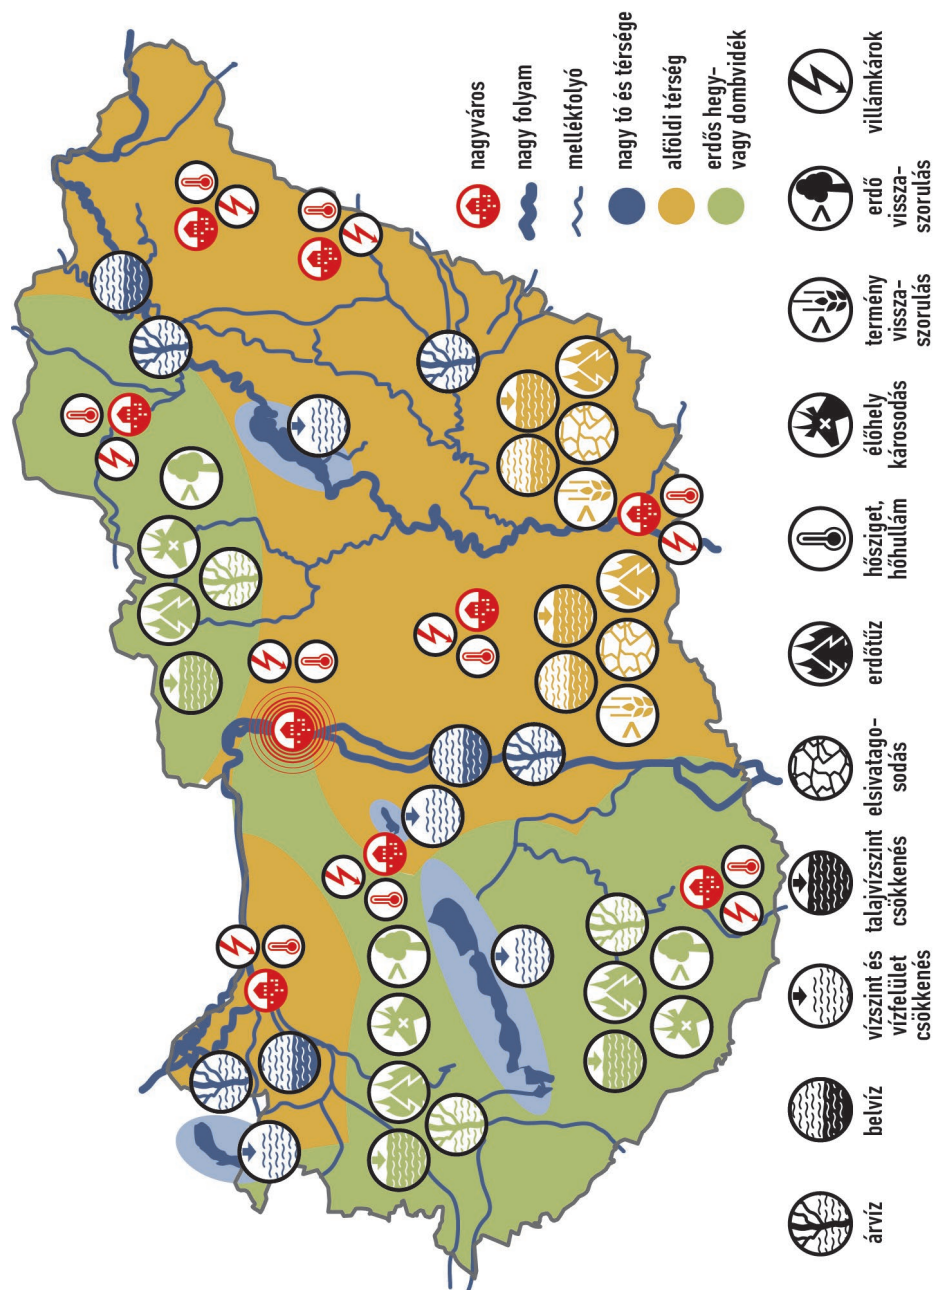 nagyváros
nagy folyam
mellékfolyó
nagy tó és térsége
alföldi térség
erdős hegy-
vagy dombvidék
árvíz
belvíz
vízszint és
vízfelület
csökkenés
talajvízszint
csökkenés
elsivatago-
sodás
erdőtűz
hősziget,
hőhulám
élőhely
károsodás
termény
vissza-
szorulás
erdő
vissza-
szorulás
villámkárok